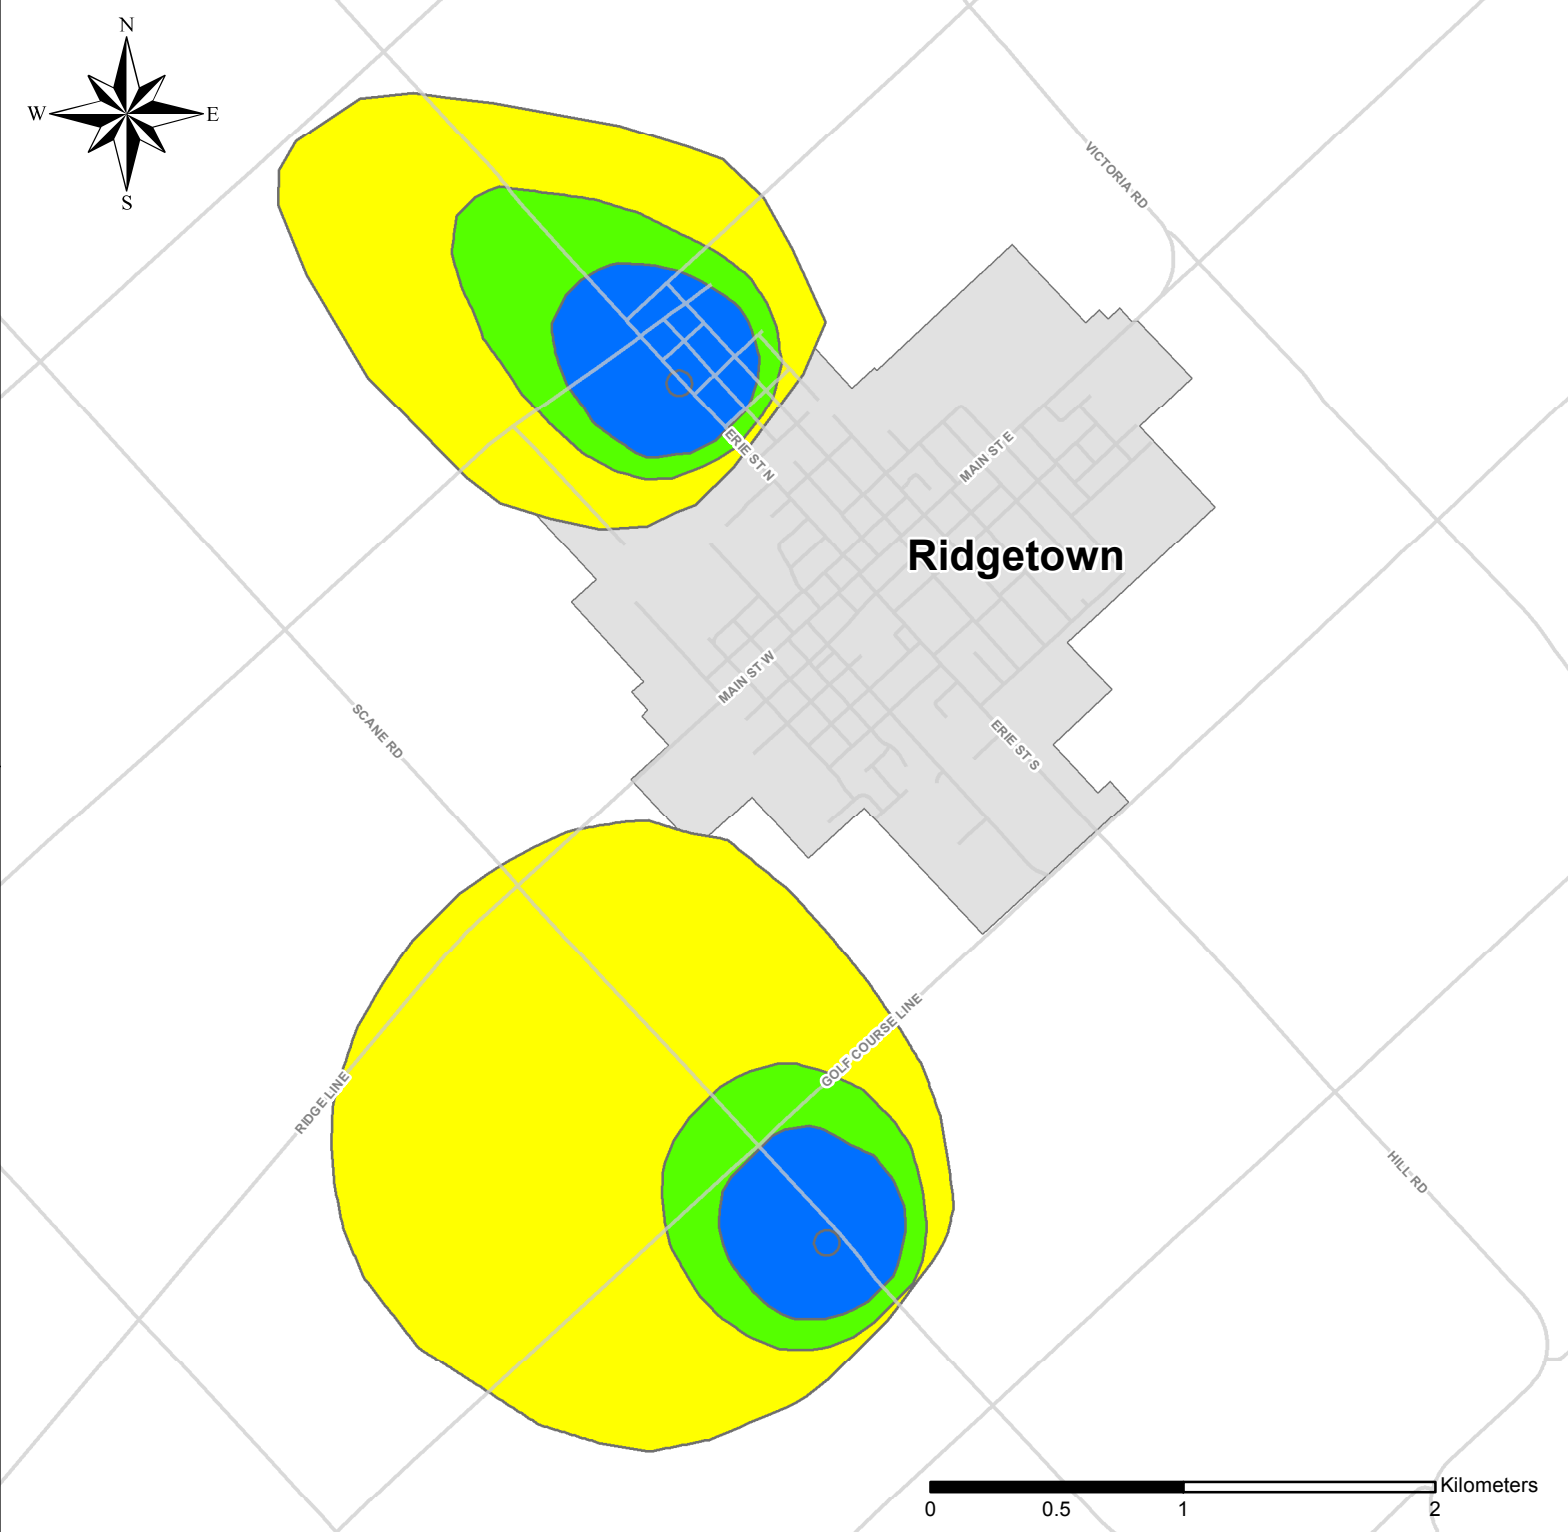 N
W
E
S
VICTORIA RD
ERIE ST N
MAIN ST E
Ridgetown
MAIN ST W
SCANE RD
ERIE ST S
GOLF COURSE LINE
RIDGE LINE
HILL RD
Kilometers
0 0.5 1 2